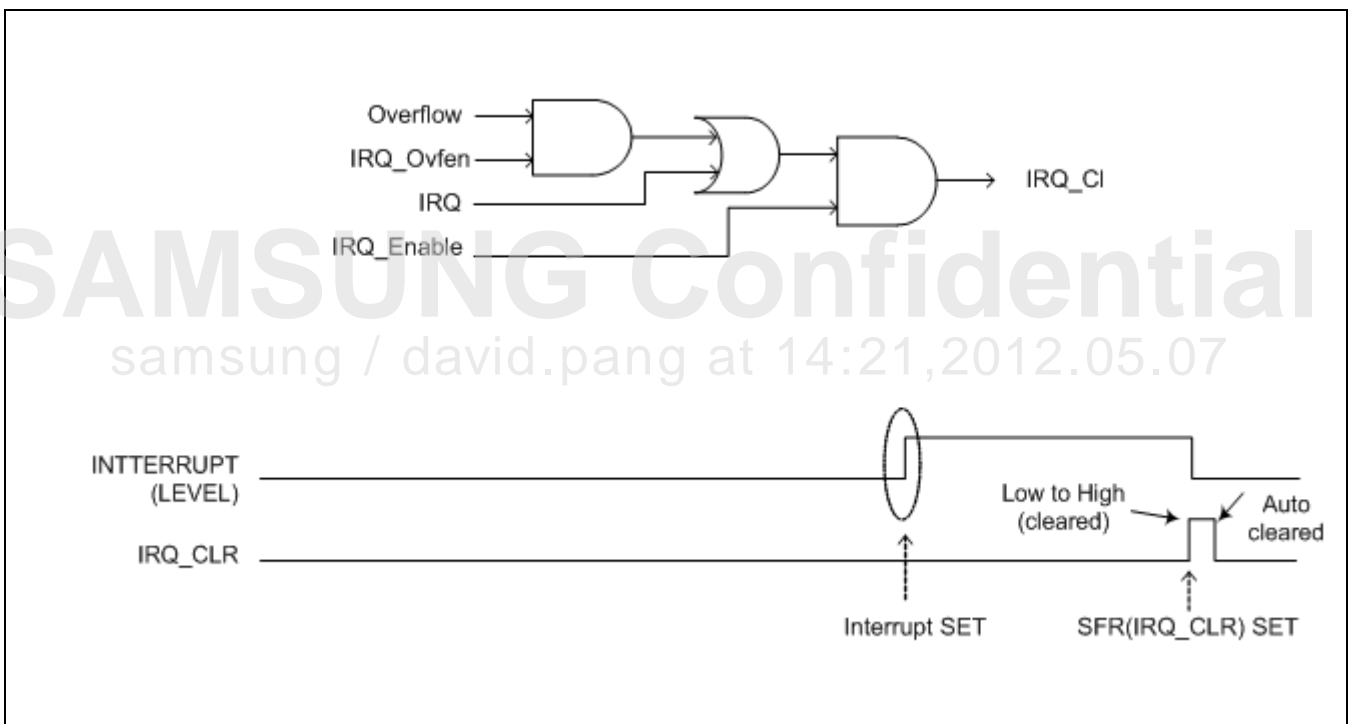 Overflow
IRQ_Ovfen
IRQ
IRQ_CI
IRQ_Enable
SAMSUNG Confidential
samsung / david.pang at 14:21,2012.05.07
INTTERRUPT
(LEVEL)
Low to High
(cleared)
Auto
cleared
IRQ_CLR
Interrupt SET
SFR(IRQ_CLR) SET